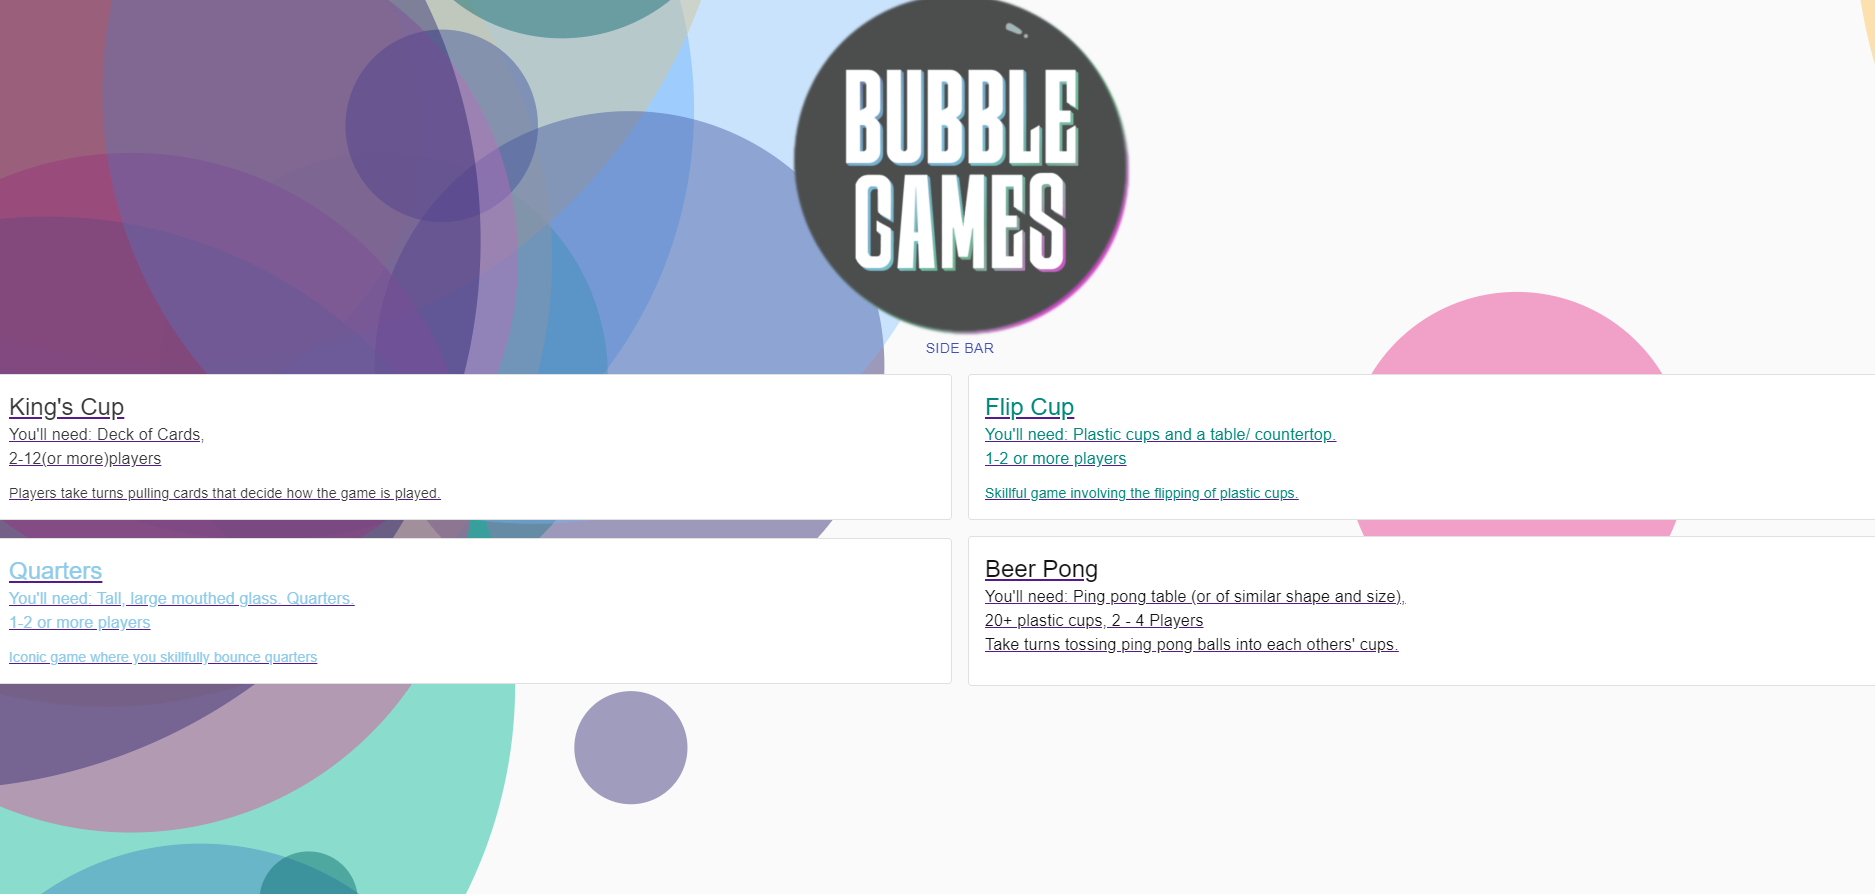 BUBBLE
GAMES
SIDE BAR
King's Cup
You'll need: Deck of Cards,
2-12(or more)players
Players take turns pulling cards that decide how the game is played.
Flip Cup
You'll need: Plastic cups and a table/ countertop.
1-2 or more players
Skillful game involving the flipping of plastic cups.
Quarters
You'll need: Tall, large mouthed glass. Quarters.
1-2 or more players
Iconic game where you skillfully bounce quarters
Beer Pong
You'll need: Ping pong table (or of similar shape and size),
20+ plastic cups, 2 - 4 Players
Take turns tossing ping pong balls into each others' cups.